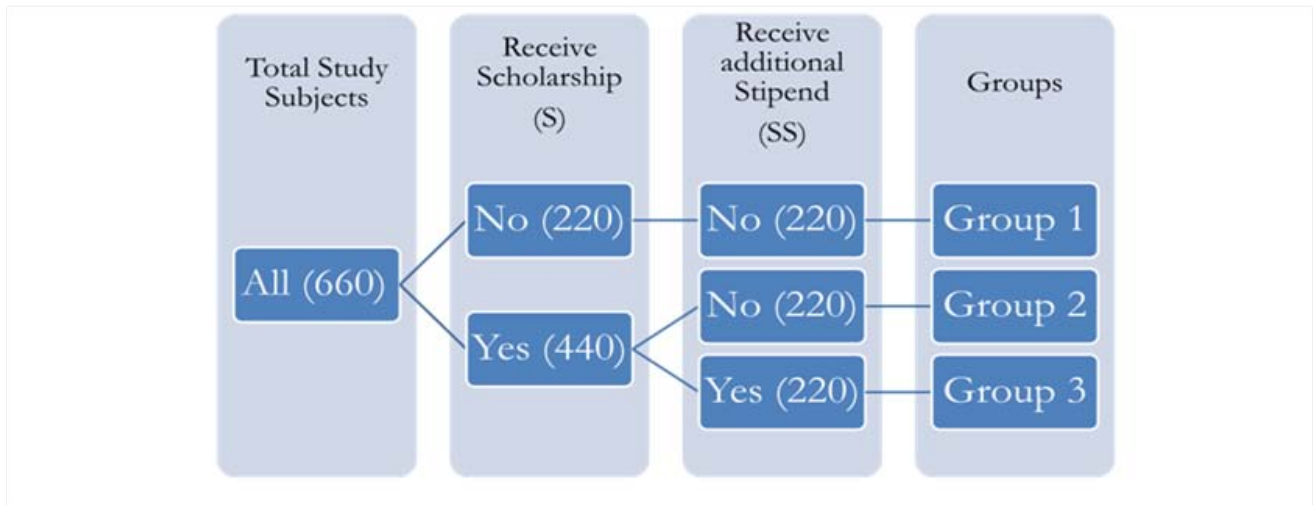 Total Study
Subjects
All (660)
Receive
Scholarship
(S)
No (220)
Yes (440)
Receive
additional
Stipend
(SS)
No (220)
No (220)
Yes (220)
Groups
Group 1
Group 2
Group 3